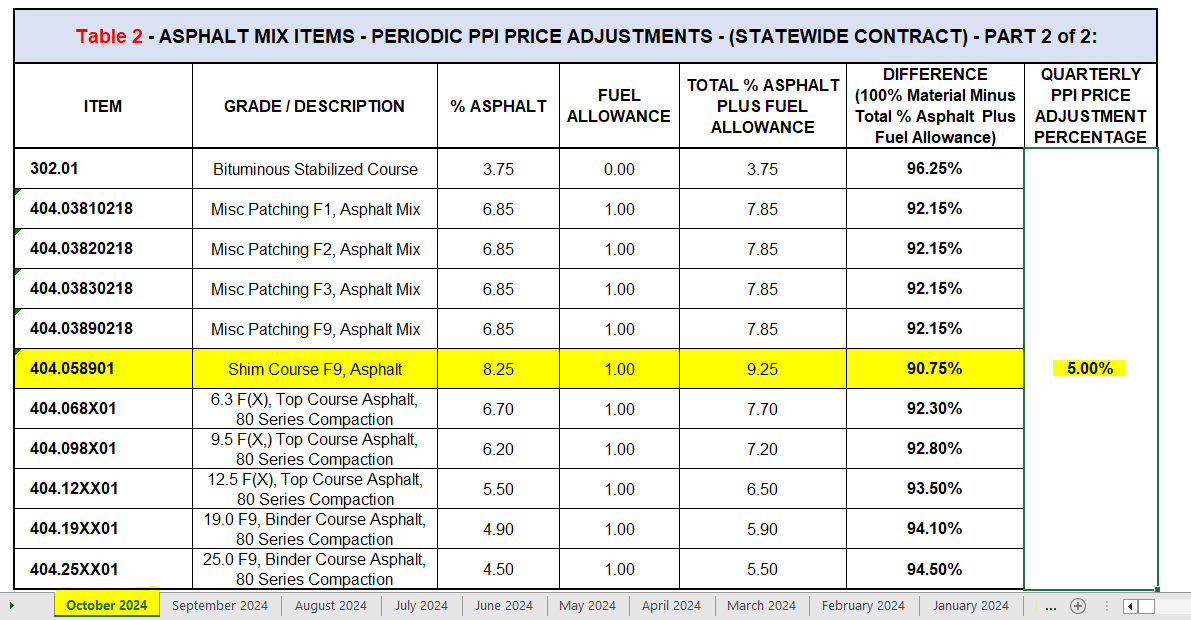 Table 2 - ASPHALT MIX ITEMS - PERIODIC PPI PRICE ADJUSTMENTS - (STATEWIDE CONTRACT) - PART 2 of 2:
ITEM GRADE / DESCRIPTION % ASPHALT FUEL ALLOWANCE TOTAL % ASPHALT PLUS FUEL ALLOWANCE DIFFERENCE (100% Material Minus Total % Asphalt Plus Fuel Allowance) QUARTERLY PPI PRICE ADJUSTMENT PERCENTAGE
302.01 Bituminous Stabilized Course 3.75 0.00 3.75 96.25%
404.03810218 Misc Patching F1, Asphalt Mix 6.85 1.00 7.85 92.15%
404.03820218 Misc Patching F2, Asphalt Mix 6.85 1.00 7.85 92.15%
404.03830218 Misc Patching F3, Asphalt Mix 6.85 1.00 7.85 92.15%
404.03890218 Misc Patching F9, Asphalt Mix 6.85 1.00 7.85 92.15%
404.058901 Shim Course F9, Asphalt 8.25 1.00 9.25 90.75% 5.00%
404.068X01 6.3 F(X), Top Course Asphalt, 80 Series Compaction 6.70 1.00 7.70 92.30%
404.098X01 9.5 F(X,) Top Course Asphalt, 80 Series Compaction 6.20 1.00 7.20 92.80%
404.12XX01 12.5 F(X), Top Course Asphalt, 80 Series Compaction 5.50 1.00 6.50 93.50%
404.19XX01 19.0 F9, Binder Course Asphalt, 80 Series Compaction 4.90 1.00 5.90 94.10%
404.25XX01 25.0 F9, Binder Course Asphalt, 80 Series Compaction 4.50 1.00 5.50 94.50%
October 2024 September 2024 August 2024 July 2024 June 2024 May 2024 April 2024 March 2024 February 2024 January 2024 ...